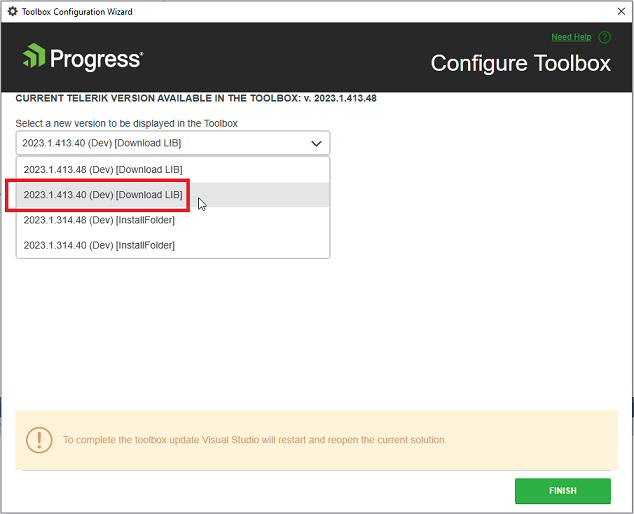 Toolbox Configuration Wizard
Need Help ?
Progress®
Configure Toolbox
CURRENT TELERIK VERSION AVAILABLE IN THE TOOLBOX: v. 2023.1.413.48
Select a new version to be displayed in the Toolbox
2023.1.413.40 (Dev) [Download LIB]
2023.1.413.48 (Dev) [Download LIB]
2023.1.413.40 (Dev) [Download LIB]
2023.1.314.48 (Dev) [InstallFolder]
2023.1.314.40 (Dev) [InstallFolder]
To complete the toolbox update Visual Studio will restart and reopen the current solution.
FINISH